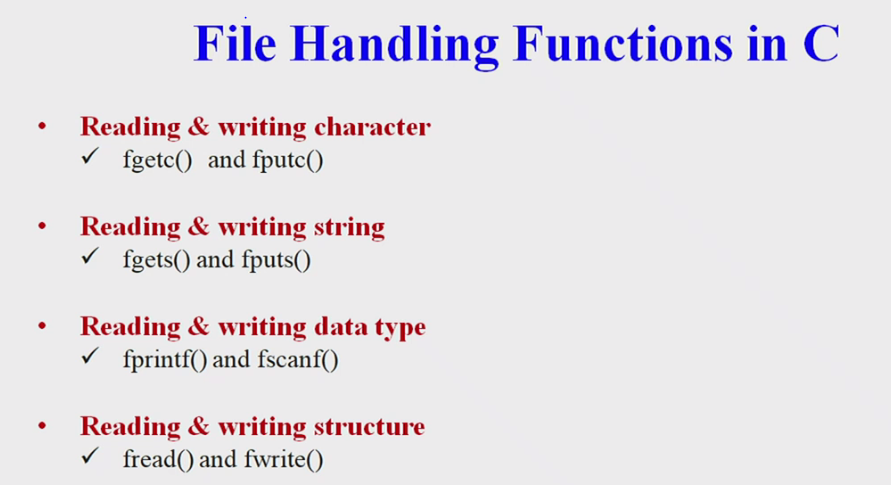 File Handling Functions in C
• Reading & writing character
✓ fgetc() and fputc()
• Reading & writing string
✓ fgets() and fputs()
• Reading & writing data type
✓ fprintf() and fscanf()
• Reading & writing structure
✓ fread() and fwrite()